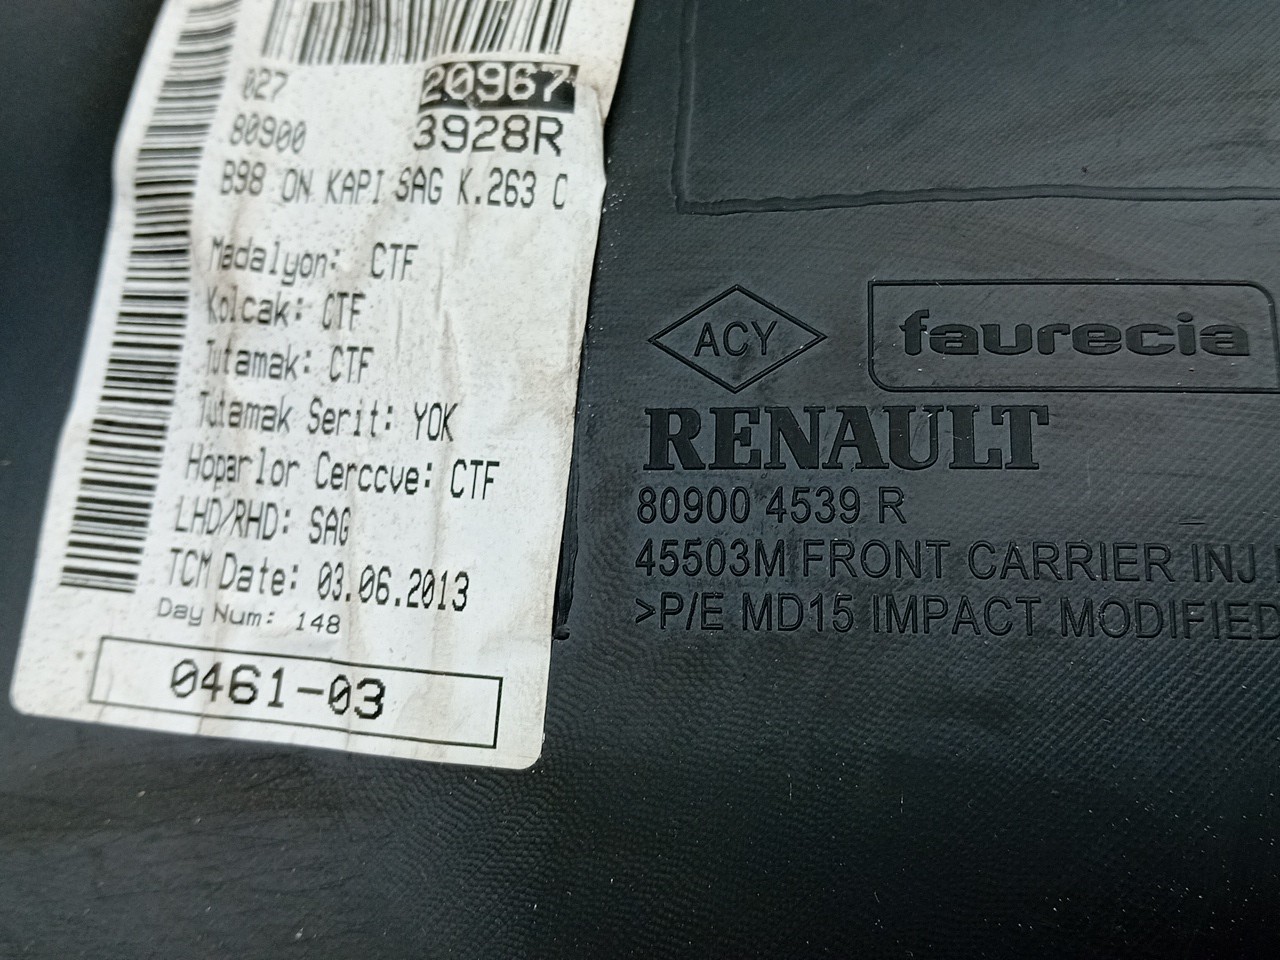 027 20967
80900 3928R
B98 ON KAPI SAG K.263 C
Madalyon: CTF
Kolcak: CTF
Tutamak: CTF
Tutamak Serit: YOK
Hoparlor Cerccve: CTF
LHD/RHD: SAG
TCM Date: 03.06.2013
Day Num: 148
0461-03
ACY
faurecia
RENAULT
80900 4539 R
45503M FRONT CARRIER INJ
>P/E MD15 IMPACT MODIFIED